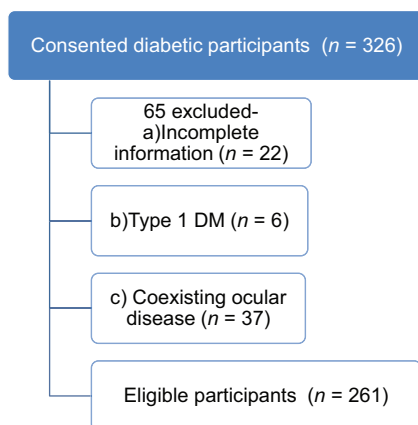 Consented diabetic participants (n = 326)
65 excluded-
a)Incomplete
information (n = 22)
b)Type 1 DM (n = 6)
c) Coexisting ocular
disease (n = 37)
Eligible participants (n = 261)